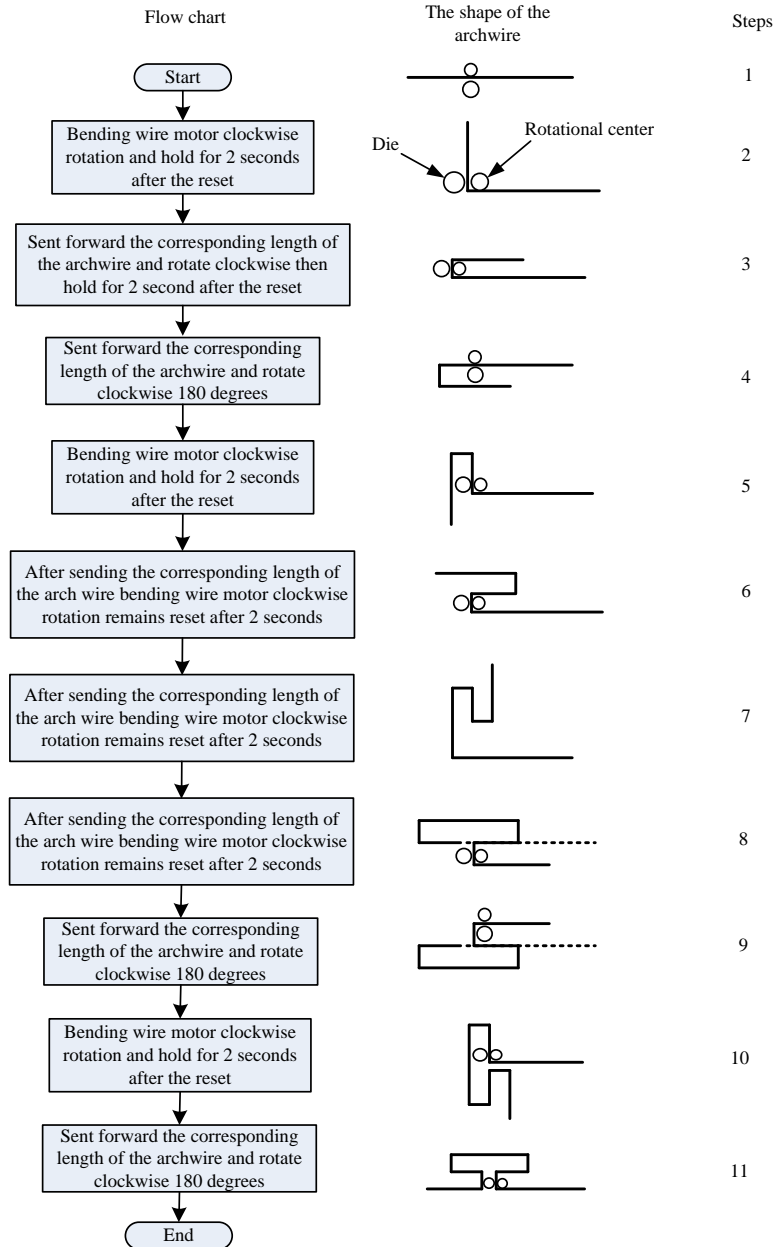 Flow chart
The shape of the
archwire
Steps
Start
1
Bending wire motor clockwise
rotation and hold for 2 seconds
after the reset
Die
Rotational center
2
Sent forward the corresponding length of
the archwire and rotate clockwise then
hold for 2 second after the reset
3
Sent forward the corresponding
length of the archwire and rotate
clockwise 180 degrees
4
Bending wire motor clockwise
rotation and hold for 2 seconds
after the reset
5
After sending the corresponding length of
the arch wire bending wire motor clockwise
rotation remains reset after 2 seconds
6
After sending the corresponding length of
the arch wire bending wire motor clockwise
rotation remains reset after 2 seconds
7
After sending the corresponding length of
the arch wire bending wire motor clockwise
rotation remains reset after 2 seconds
8
Sent forward the corresponding
length of the archwire and rotate
clockwise 180 degrees
9
Bending wire motor clockwise
rotation and hold for 2 seconds
after the reset
10
Sent forward the corresponding
length of the archwire and rotate
clockwise 180 degrees
11
End